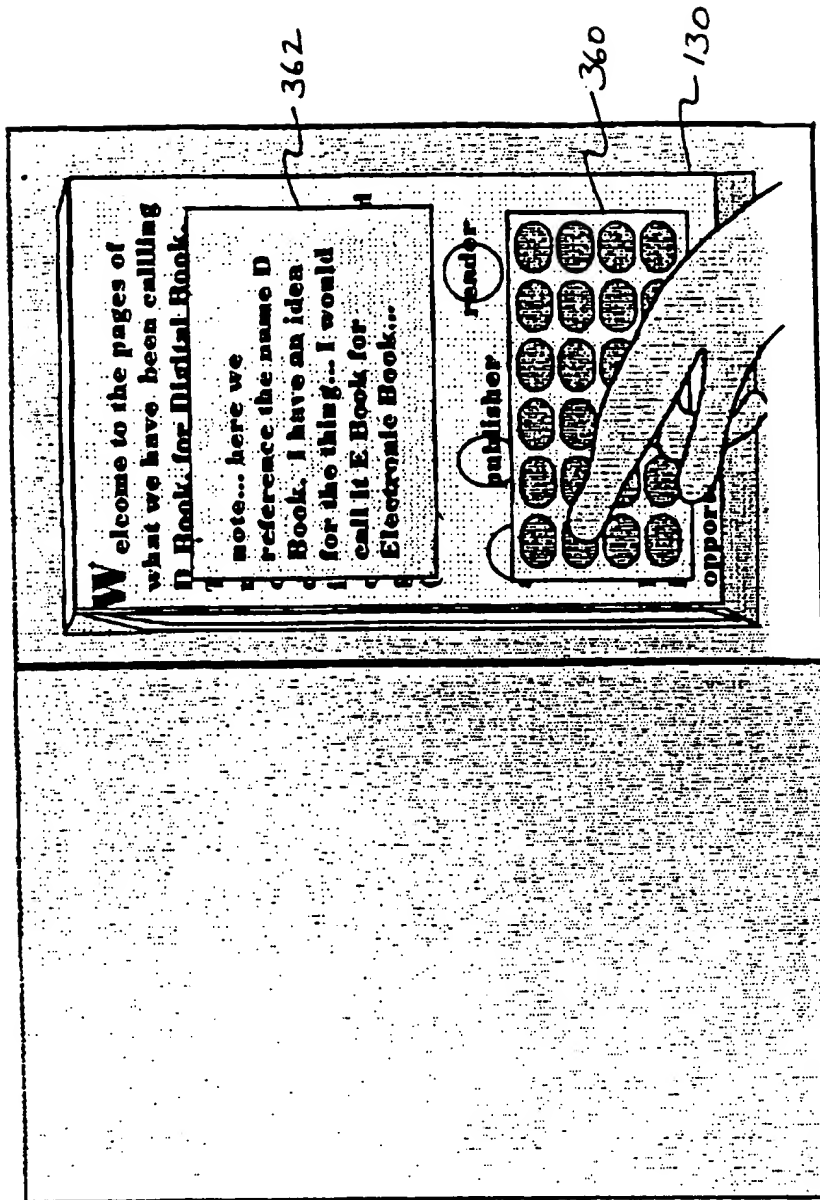 Welcome to the pages of
what we have been callling
D Book, for Digital Book.
note... here we
reference the name D
Book. I have an idea
for the thing... I would
call it E Book for
Electronic Book...
publisher reader
oppor
362
360
130